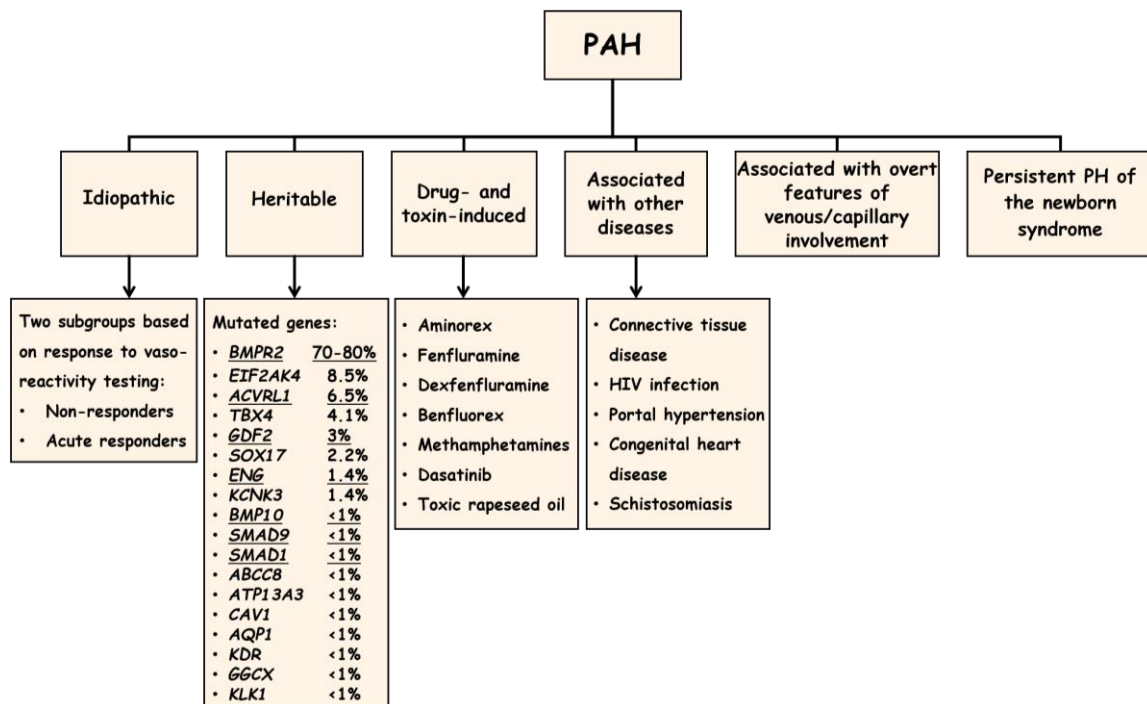 PAH
Idiopathic
Heritable
Drug- and
toxin-induced
Associated
with other
diseases
Associated with overt
features of
venous/capillary
involvement
Persistent PH of
the newborn
syndrome
Two subgroups based
on response to vaso-
reactivity testing:
• Non-responders
• Acute responders
Mutated genes:
• BMPR2 70-80%
• EIF2AK4 8.5%
• ACVRL1 6.5%
• TBX4 4.1%
• GDF2 3%
• SOX17 2.2%
• ENG 1.4%
• KCNK3 1.4%
• BMP10 <1%
• SMAD9 <1%
• SMAD1 <1%
• ABCC8 <1%
• ATP13A3 <1%
• CAV1 <1%
• AQP1 <1%
• KDR <1%
• GGCX <1%
• KLK1 <1%
• Aminorex
• Fenfluramine
• Dexfenfluramine
• Benfluorex
• Methamphetamines
• Dasatinib
• Toxic rapeseed oil
• Connective tissue
disease
• HIV infection
• Portal hypertension
• Congenital heart
disease
• Schistosomiasis